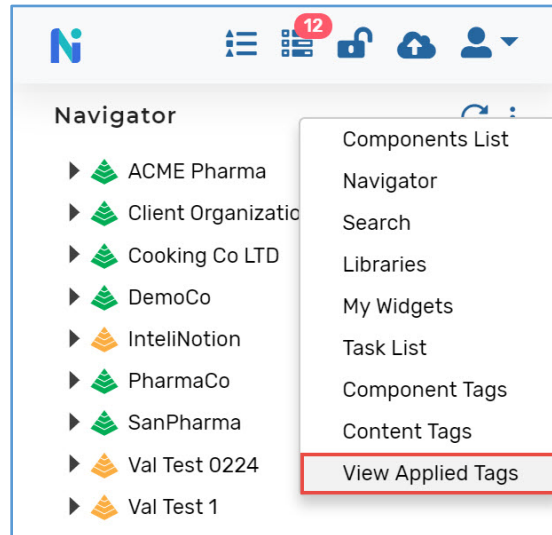 12
Navigator
ACME Pharma
Client Organizatio
Cooking Co LTD
DemoCo
InteliNotion
PharmaCo
SanPharma
Val Test 0224
Val Test 1
Components List
Navigator
Search
Libraries
My Widgets
Task List
Component Tags
Content Tags
View Applied Tags